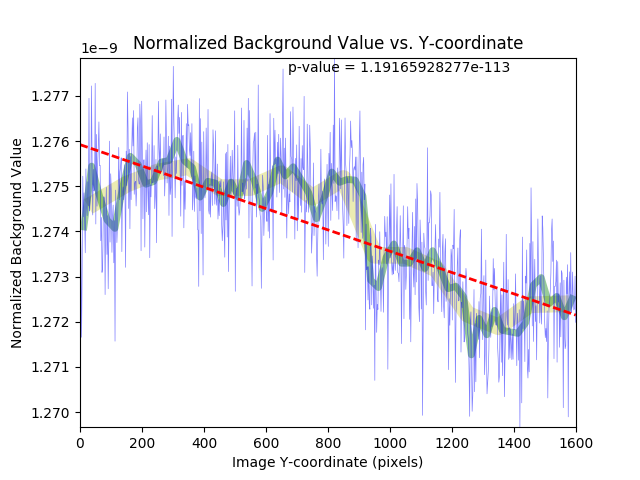 Normalized Background Value vs. Y-coordinate
1e−9
p-value = 1.19165928277e-113
1.277
1.276
1.275
1.274
1.273
1.272
1.271
1.270
Normalized Background Value
0 200 400 600 800 1000 1200 1400 1600
Image Y-coordinate (pixels)